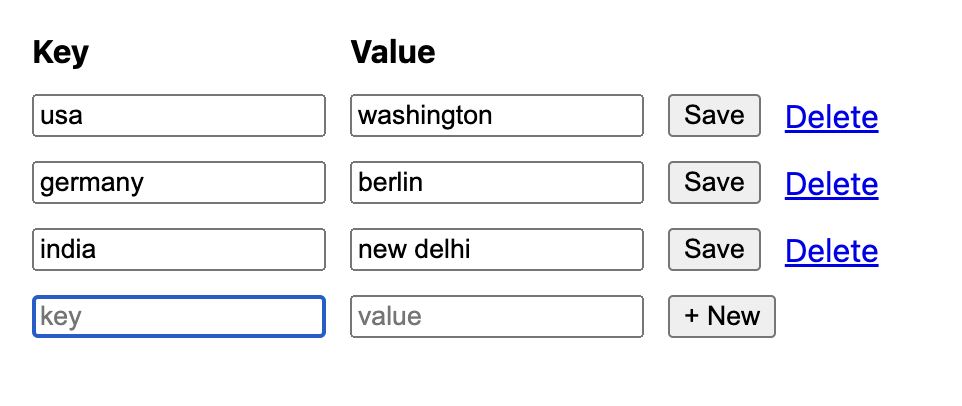 Key Value
usa washington Save Delete
germany berlin Save Delete
india new delhi Save Delete
key value + New